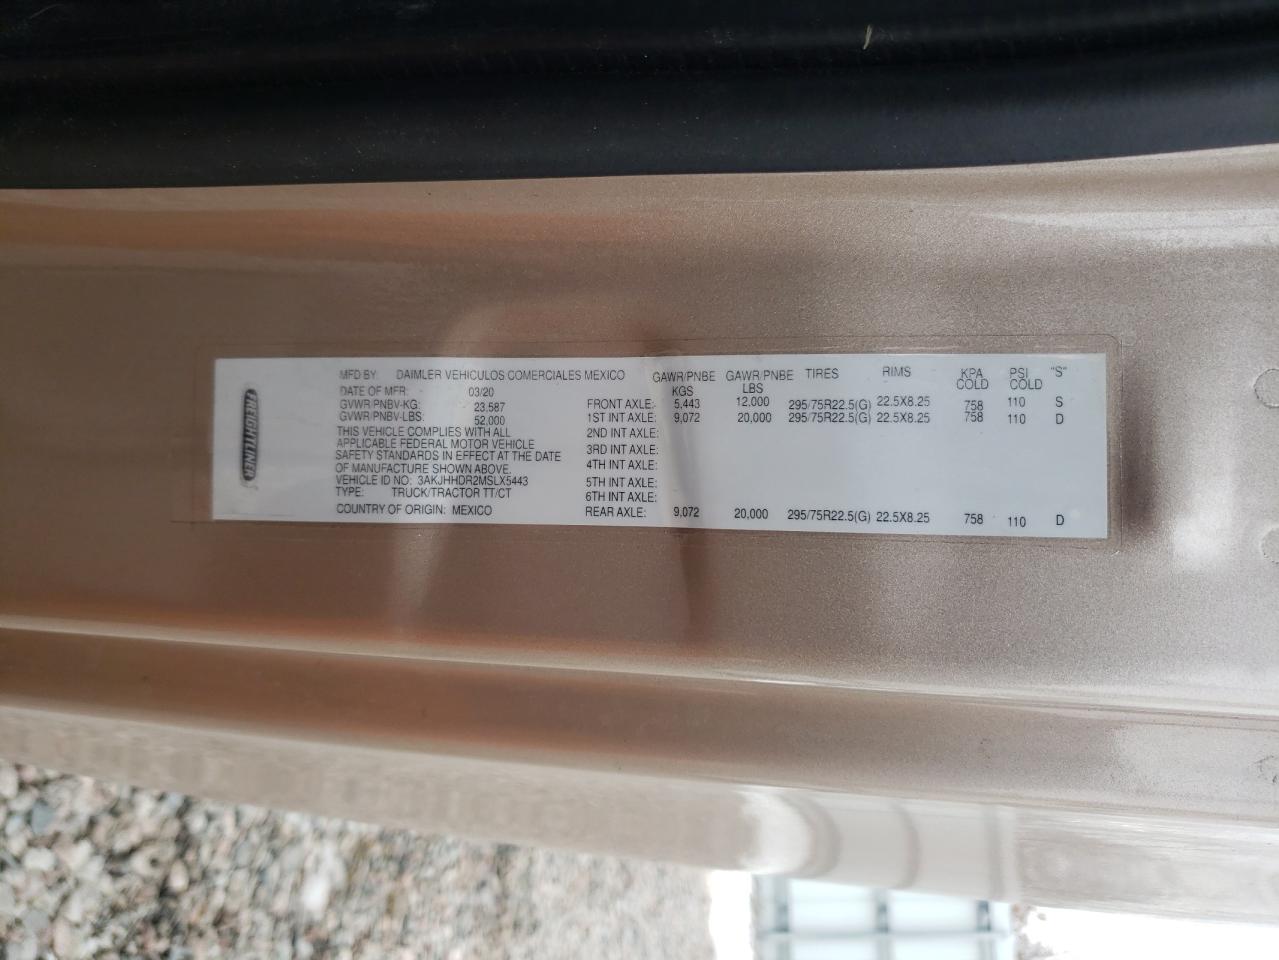 FREIGHTLINER
MFD BY: DAIMLER VEHICULOS COMERCIALES MEXICO
DATE OF MFR: 03/20
GVWR/PNBV-KG: 23,587
GVWR/PNBV-LBS: 52,000
THIS VEHICLE COMPLIES WITH ALL
APPLICABLE FEDERAL MOTOR VEHICLE
SAFETY STANDARDS IN EFFECT AT THE DATE
OF MANUFACTURE SHOWN ABOVE.
VEHICLE ID NO: 3AKJHHDR2MSLX5443
TYPE: TRUCK/TRACTOR TT/CT
COUNTRY OF ORIGIN: MEXICO
GAWR/PNBE GAWR/PNBE TIRES RIMS KPA PSI "S"
KGS LBS COLD COLD
FRONT AXLE: 5,443 12,000 295/75R22.5(G) 22.5X8.25 758 110 S
1ST INT AXLE: 9,072 20,000 295/75R22.5(G) 22.5X8.25 758 110 D
2ND INT AXLE:
3RD INT AXLE:
4TH INT AXLE:
5TH INT AXLE:
6TH INT AXLE:
REAR AXLE: 9,072 20,000 295/75R22.5(G) 22.5X8.25 758 110 D